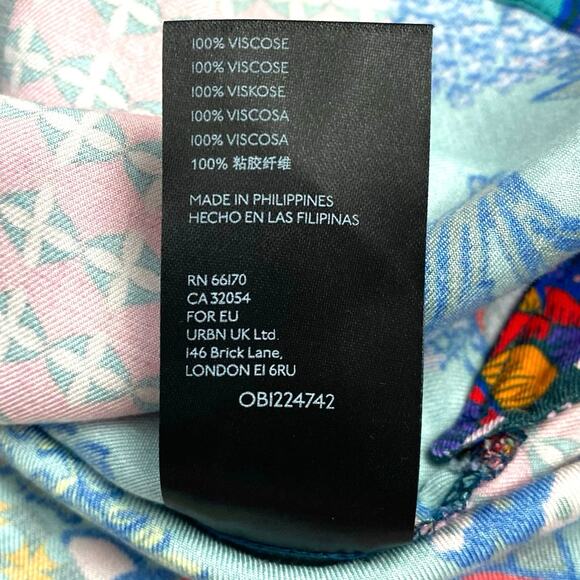 100% VISCOSE
100% VISCOSE
100% VISKOSE
100% VISCOSA
100% VISCOSA
100% 粘胶纤维
MADE IN PHILIPPINES
HECHO EN LAS FILIPINAS
RN 66170
CA 32054
FOR EU
URBN UK Ltd.
146 Brick Lane,
LONDON E1 6RU
OB1224742